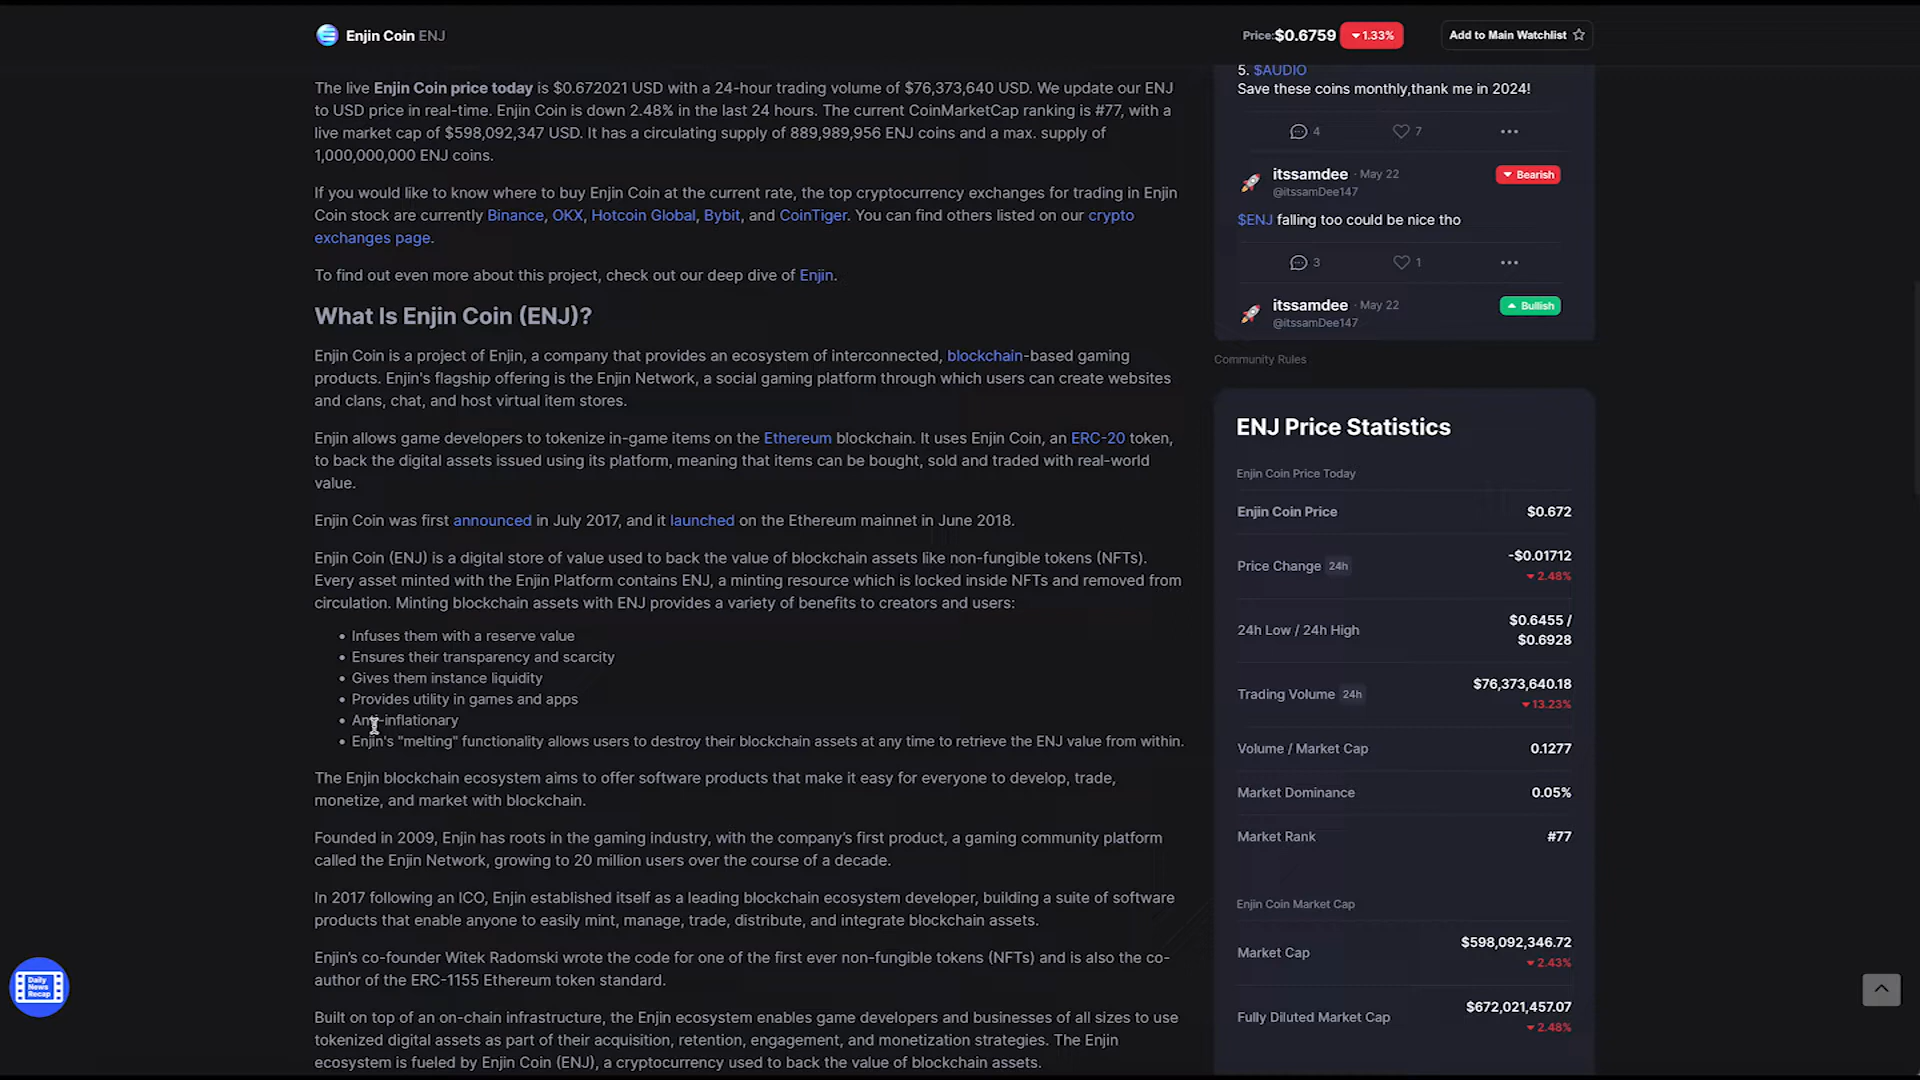 Enjin Coin ENJ
Price:$0.6759 1.33%
Add to Main Watchlist
The live Enjin Coin price today is $0.672021 USD with a 24-hour trading volume of $76,373,640 USD. We update our ENJ
to USD price in real-time. Enjin Coin is down 2.48% in the last 24 hours. The current CoinMarketCap ranking is #77, with a
live market cap of $598,092,347 USD. It has a circulating supply of 889,989,956 ENJ coins and a max. supply of
1,000,000,000 ENJ coins.
If you would like to know where to buy Enjin Coin at the current rate, the top cryptocurrency exchanges for trading in Enjin
Coin stock are currently Binance, OKX, Hotcoin Global, Bybit, and CoinTiger. You can find others listed on our crypto
exchanges page.
To find out even more about this project, check out our deep dive of Enjin.
What Is Enjin Coin (ENJ)?
Enjin Coin is a project of Enjin, a company that provides an ecosystem of interconnected, blockchain-based gaming
products. Enjin's flagship offering is the Enjin Network, a social gaming platform through which users can create websites
and clans, chat, and host virtual item stores.
Enjin allows game developers to tokenize in-game items on the Ethereum blockchain. It uses Enjin Coin, an ERC-20 token,
to back the digital assets issued using its platform, meaning that items can be bought, sold and traded with real-world
value.
Enjin Coin was first announced in July 2017, and it launched on the Ethereum mainnet in June 2018.
Enjin Coin (ENJ) is a digital store of value used to back the value of blockchain assets like non-fungible tokens (NFTs).
Every asset minted with the Enjin Platform contains ENJ, a minting resource which is locked inside NFTs and removed from
circulation. Minting blockchain assets with ENJ provides a variety of benefits to creators and users:
• Infuses them with a reserve value
• Ensures their transparency and scarcity
• Gives them instance liquidity
• Provides utility in games and apps
• Anti-inflationary
• Enjin's "melting" functionality allows users to destroy their blockchain assets at any time to retrieve the ENJ value from within.
The Enjin blockchain ecosystem aims to offer software products that make it easy for everyone to develop, trade,
monetize, and market with blockchain.
Founded in 2009, Enjin has roots in the gaming industry, with the company's first product, a gaming community platform
called the Enjin Network, growing to 20 million users over the course of a decade.
In 2017 following an ICO, Enjin established itself as a leading blockchain ecosystem developer, building a suite of software
products that enable anyone to easily mint, manage, trade, distribute, and integrate blockchain assets.
Enjin's co-founder Witek Radomski wrote the code for one of the first ever non-fungible tokens (NFTs) and is also the co-
author of the ERC-1155 Ethereum token standard.
Built on top of an on-chain infrastructure, the Enjin ecosystem enables game developers and businesses of all sizes to use
tokenized digital assets as part of their acquisition, retention, engagement, and monetization strategies. The Enjin
ecosystem is fueled by Enjin Coin (ENJ), a cryptocurrency used to back the value of blockchain assets.
5. $AUDIO
Save these coins monthly,thank me in 2024!
4 7
itssamdee · May 22 Bearish
@itssamDee147
$ENJ falling too could be nice tho
3 1
itssamdee · May 22 Bullish
@itssamDee147
Community Rules
ENJ Price Statistics
Enjin Coin Price Today
Enjin Coin Price $0.672
Price Change 24h -$0.01712
2.48%
24h Low / 24h High $0.6455 /
$0.6928
Trading Volume 24h $76,373,640.18
13.23%
Volume / Market Cap 0.1277
Market Dominance 0.05%
Market Rank #77
Enjin Coin Market Cap
Market Cap $598,092,346.72
2.43%
Fully Diluted Market Cap $672,021,457.07
2.48%
Daily
News
Recap